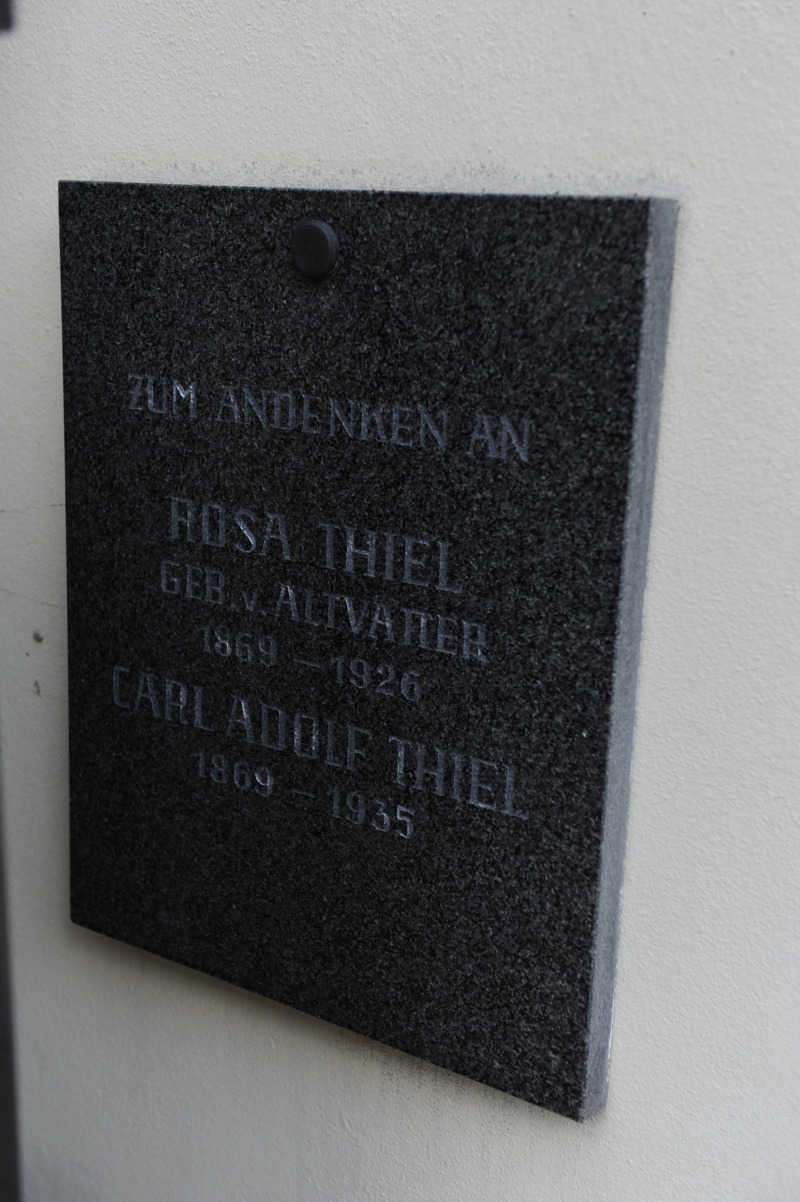 ZUM ANDENKEN AN
ROSA THIEL
GEB. v. ALTVATTER
1869 – 1926
CARL ADOLF THIEL
1869 – 1935